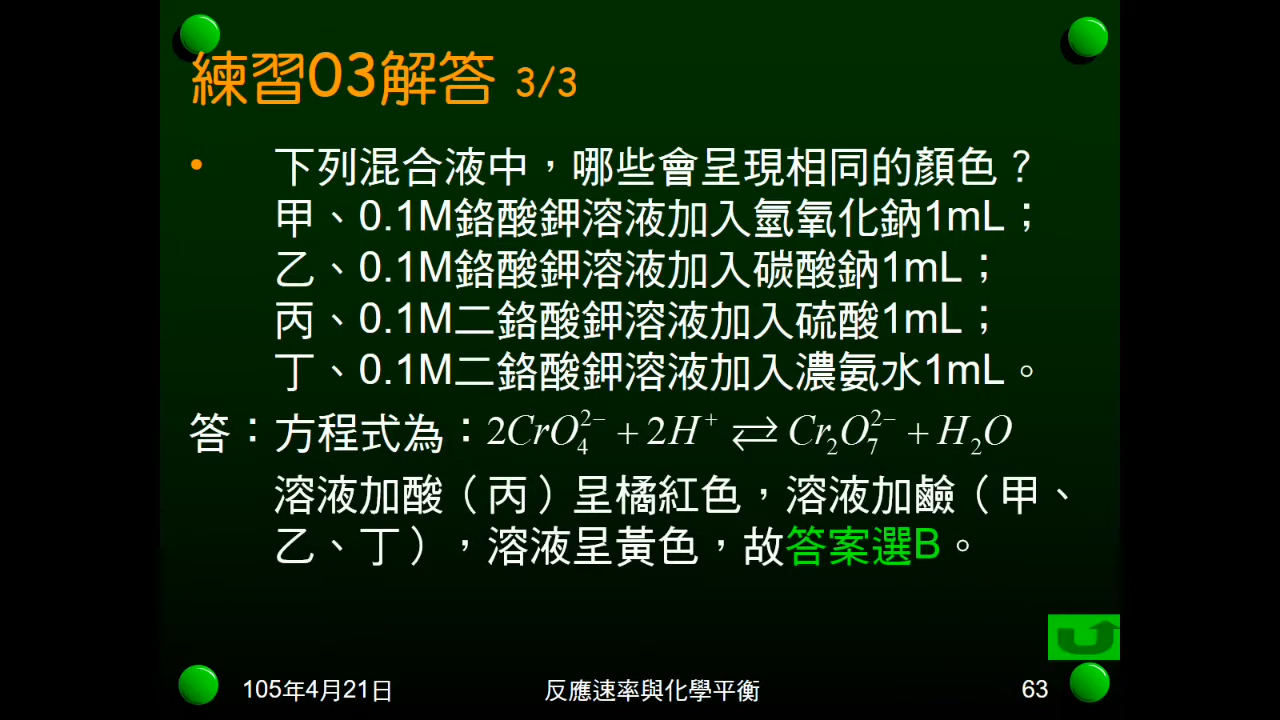 練習03解答 3/3
• 下列混合液中，哪些會呈現相同的顏色？
甲、0.1M鉻酸鉀溶液加入氫氧化鈉1mL；
乙、0.1M鉻酸鉀溶液加入碳酸鈉1mL；
丙、0.1M二鉻酸鉀溶液加入硫酸1mL；
丁、0.1M二鉻酸鉀溶液加入濃氨水1mL。
答：方程式為：2CrO₄²⁻ + 2H⁺ ⇄ Cr₂O₇²⁻ + H₂O
溶液加酸（丙）呈橘紅色，溶液加鹼（甲、
乙、丁），溶液呈黃色，故答案選B。
105年4月21日 反應速率與化學平衡 63